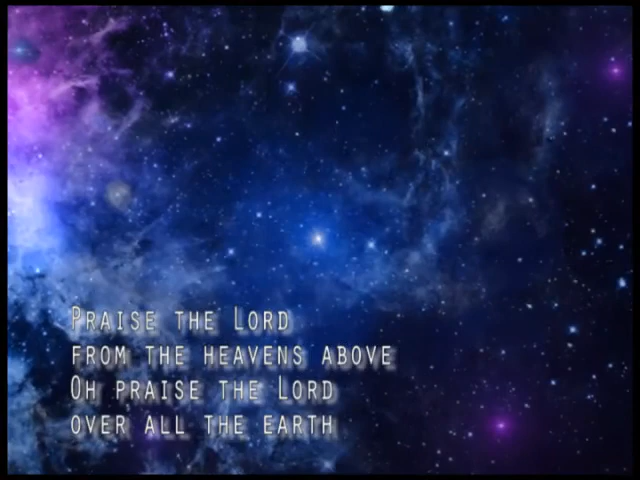 Praise the Lord
from the heavens above
Oh praise the Lord
over all the earth